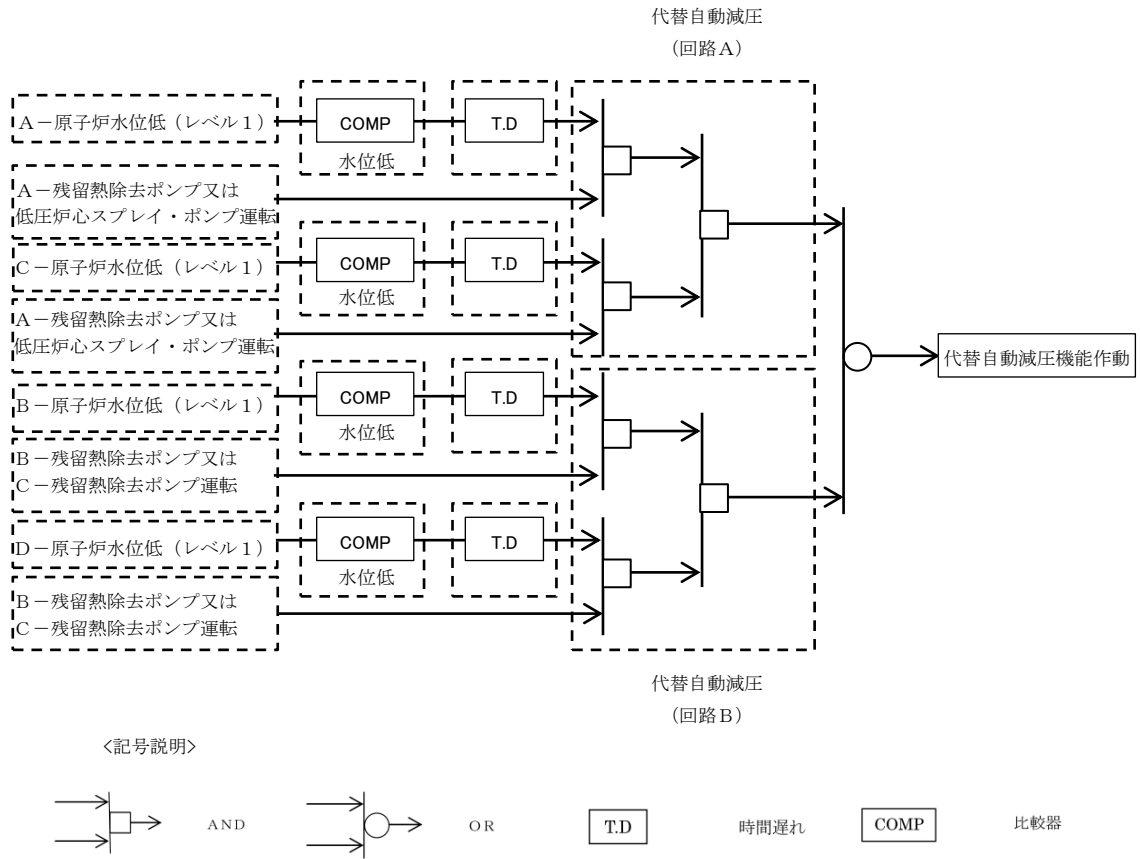 代替自動減圧
（回路Ａ）
Ａ－原子炉水位低（レベル１）
COMP
T.D
水位低
Ａ－残留熱除去ポンプ又は
低圧炉心スプレイ・ポンプ運転
Ｃ－原子炉水位低（レベル１）
COMP
T.D
水位低
Ａ－残留熱除去ポンプ又は
低圧炉心スプレイ・ポンプ運転
代替自動減圧機能作動
Ｂ－原子炉水位低（レベル１）
COMP
T.D
水位低
Ｂ－残留熱除去ポンプ又は
Ｃ－残留熱除去ポンプ運転
Ｄ－原子炉水位低（レベル１）
COMP
T.D
水位低
Ｂ－残留熱除去ポンプ又は
Ｃ－残留熱除去ポンプ運転
代替自動減圧
（回路Ｂ）
<記号説明>
ＡＮＤ
ＯＲ
T.D
時間遅れ
COMP
比較器